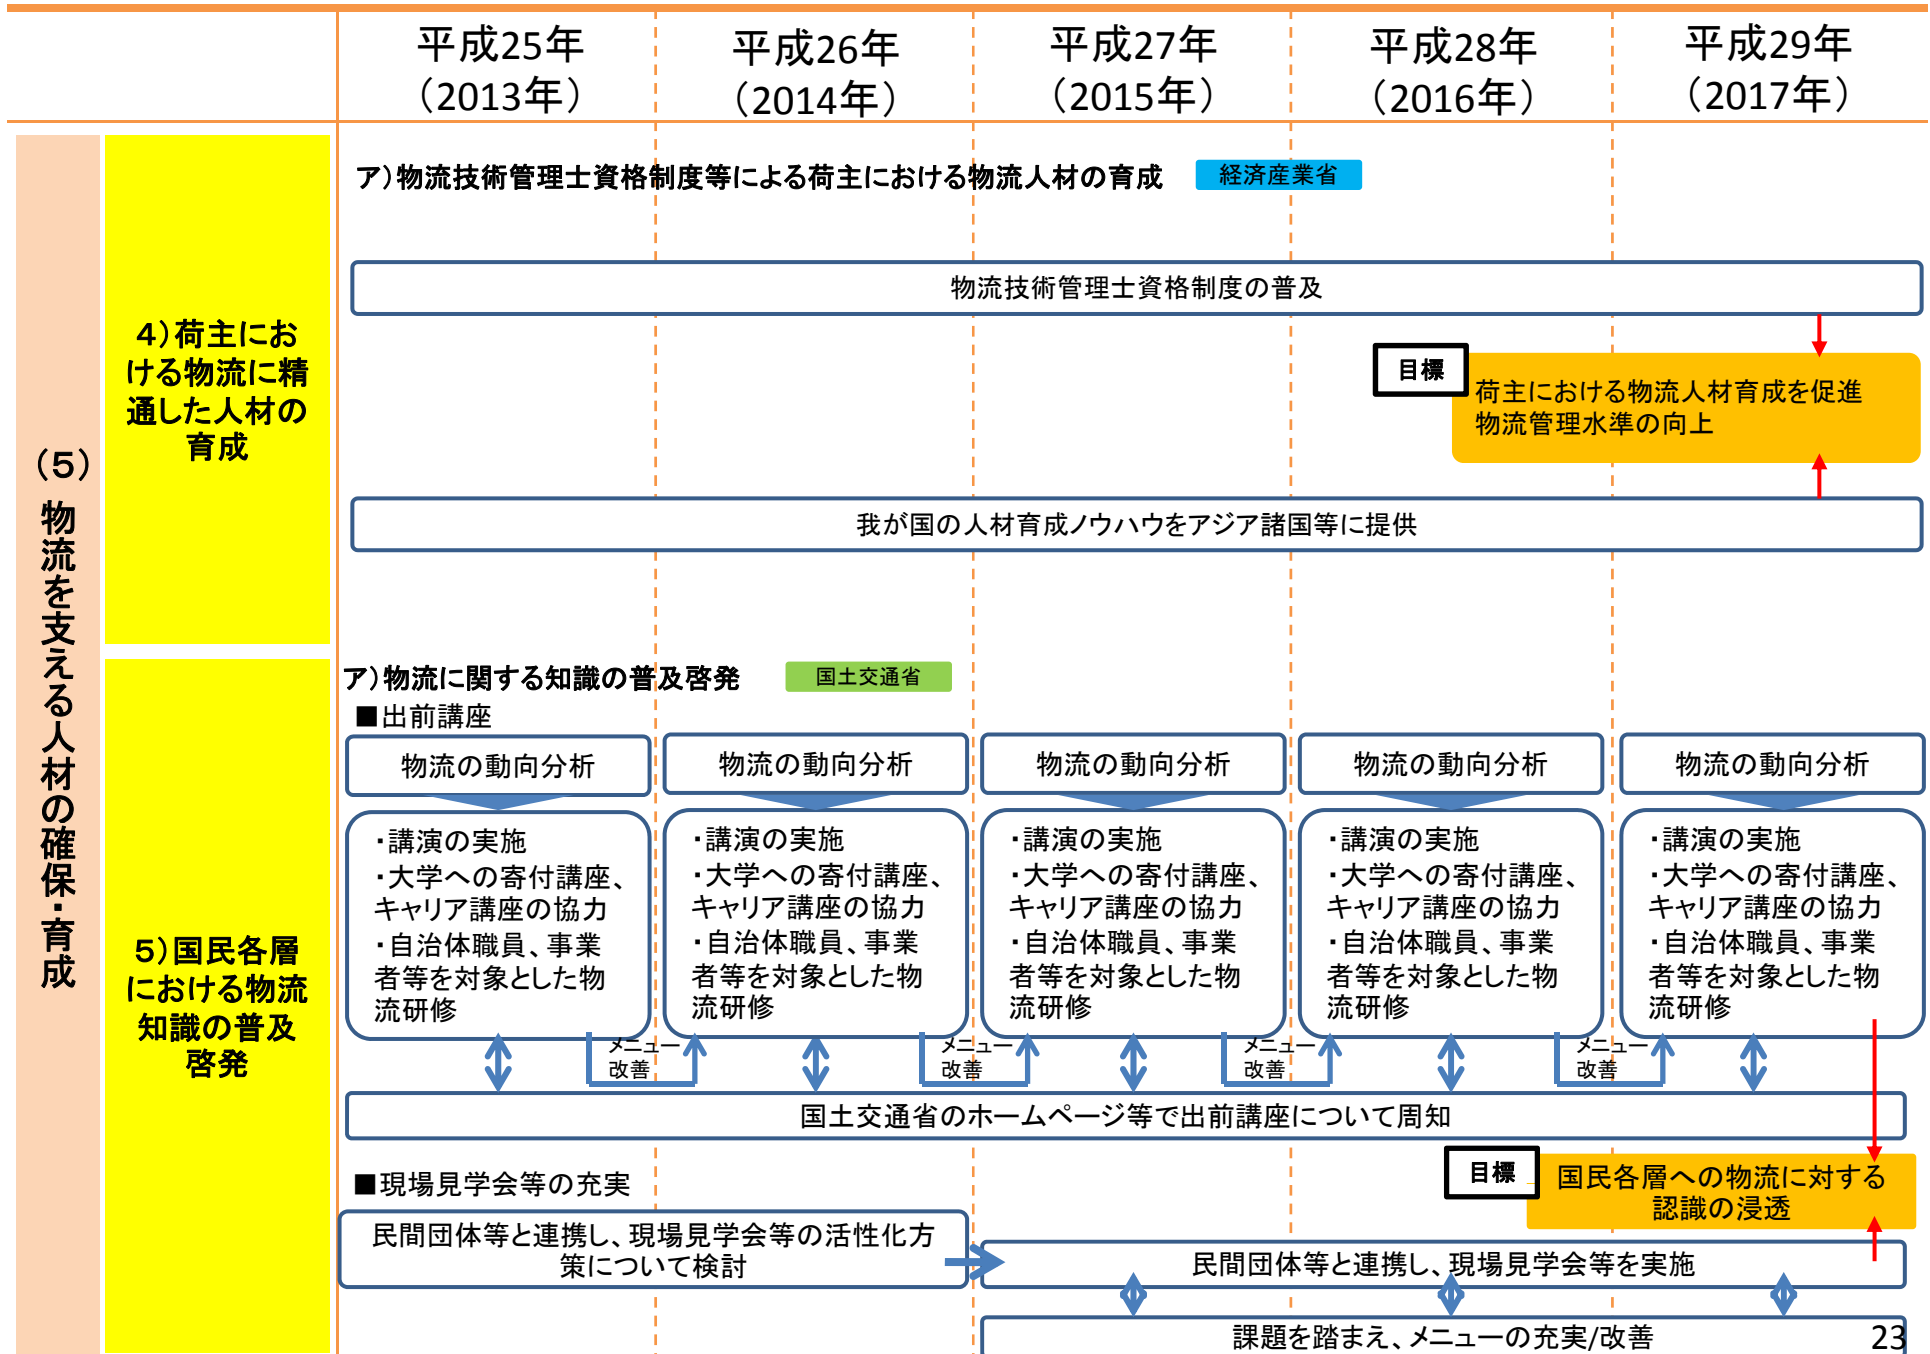 平成25年
（2013年）
平成26年
（2014年）
平成27年
（2015年）
平成28年
（2016年）
平成29年
（2017年）
（5）物流を支える人材の確保・育成
4）荷主にお
ける物流に精
通した人材の
育成
ア）物流技術管理士資格制度等による荷主における物流人材の育成
経済産業省
物流技術管理士資格制度の普及
目標
荷主における物流人材育成を促進
物流管理水準の向上
我が国の人材育成ノウハウをアジア諸国等に提供
5）国民各層
における物流
知識の普及
啓発
ア）物流に関する知識の普及啓発
国土交通省
■出前講座
物流の動向分析
物流の動向分析
物流の動向分析
物流の動向分析
物流の動向分析
・講演の実施
・大学への寄付講座、
キャリア講座の協力
・自治体職員、事業
者等を対象とした物
流研修
・講演の実施
・大学への寄付講座、
キャリア講座の協力
・自治体職員、事業
者等を対象とした物
流研修
・講演の実施
・大学への寄付講座、
キャリア講座の協力
・自治体職員、事業
者等を対象とした物
流研修
・講演の実施
・大学への寄付講座、
キャリア講座の協力
・自治体職員、事業
者等を対象とした物
流研修
・講演の実施
・大学への寄付講座、
キャリア講座の協力
・自治体職員、事業
者等を対象とした物
流研修
メニュー
改善
メニュー
改善
メニュー
改善
メニュー
改善
国土交通省のホームページ等で出前講座について周知
■現場見学会等の充実
目標
国民各層への物流に対する
認識の浸透
民間団体等と連携し、現場見学会等の活性化方
策について検討
民間団体等と連携し、現場見学会等を実施
課題を踏まえ、メニューの充実/改善
23